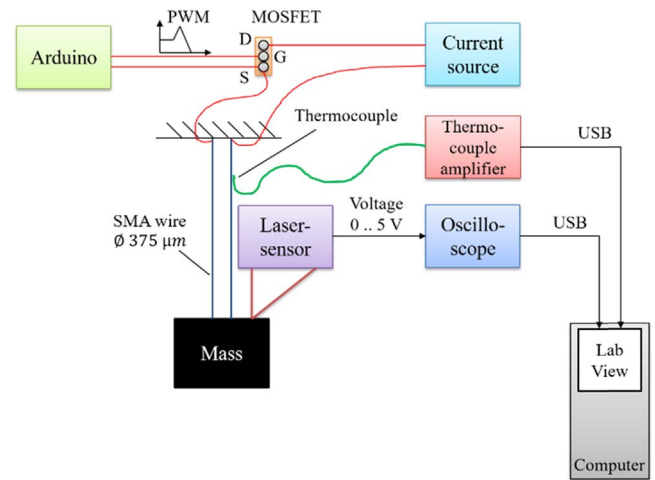 PWM
MOSFET
Arduino
D
G
S
Current
source
Thermocouple
Thermo-
couple
amplifier
USB
SMA wire
Ø 375 μm
Laser-
sensor
Voltage
0 .. 5 V
Oscillo-
scope
USB
Mass
Lab
View
Computer